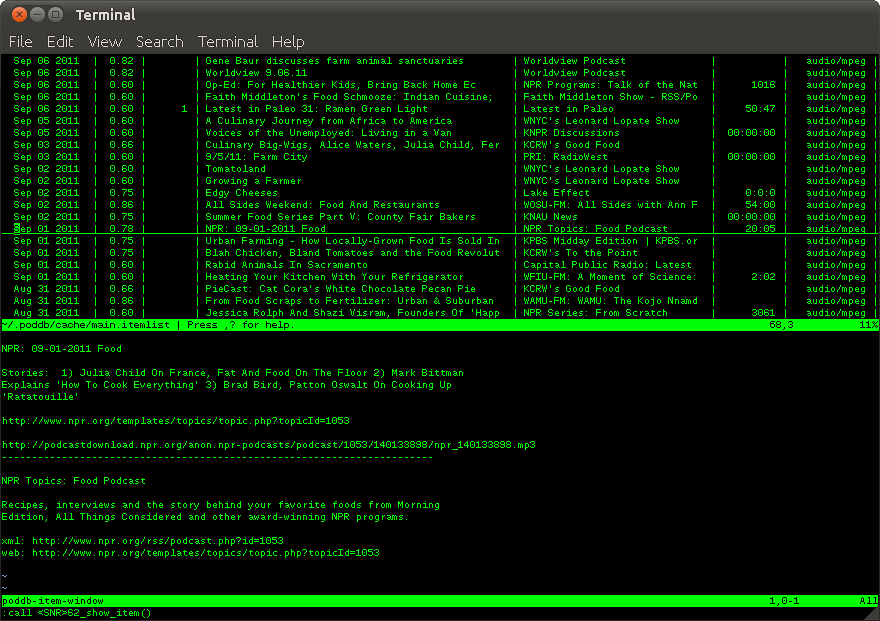 Terminal
File Edit View Search Terminal Help
Sep 06 2011 | 0.82 | | Gene Baur discusses farm animal sanctuaries | Worldview Podcast | | audio/mpeg |
Sep 06 2011 | 0.82 | | Worldview 9.06.11 | Worldview Podcast | | audio/mpeg |
Sep 06 2011 | 0.60 | | Op-Ed: For Healthier Kids, Bring Back Home Ec | NPR Programs: Talk of the Nat | 1016 | audio/mpeg |
Sep 06 2011 | 0.60 | | Faith Middleton's Food Schmooze: Indian Cuisine; | Faith Middleton Show - RSS/Po | | audio/mpeg |
Sep 06 2011 | 0.60 | 1 | Latest in Paleo 31: Ramen Green Light | Latest in Paleo | 50:47 | audio/mpeg |
Sep 05 2011 | 0.60 | | A Culinary Journey from Africa to America | WNYC's Leonard Lopate Show | | audio/mpeg |
Sep 05 2011 | 0.60 | | Voices of the Unemployed: Living in a Van | KNPR Discussions | 00:00:00 | audio/mpeg |
Sep 03 2011 | 0.66 | | Culinary Big-Wigs, Alice Waters, Julia Child, Fer | KCRW's Good Food | | audio/mpeg |
Sep 03 2011 | 0.60 | | 9/5/11: Farm City | PRI: RadioWest | 00:00:00 | audio/mpeg |
Sep 02 2011 | 0.60 | | Tomatoland | WNYC's Leonard Lopate Show | | audio/mpeg |
Sep 02 2011 | 0.60 | | Growing a Farmer | WNYC's Leonard Lopate Show | | audio/mpeg |
Sep 02 2011 | 0.75 | | Edgy Cheeses | Lake Effect | 0:0:0 | audio/mpeg |
Sep 02 2011 | 0.86 | | All Sides Weekend: Food And Restaurants | WOSU-FM: All Sides with Ann F | 54:00 | audio/mpeg |
Sep 02 2011 | 0.75 | | Summer Food Series Part V: County Fair Bakers | KNAU News | 00:00:00 | audio/mpeg |
Sep 01 2011 | 0.78 | | NPR: 09-01-2011 Food | NPR Topics: Food Podcast | 20:05 | audio/mpeg |
Sep 01 2011 | 0.75 | | Urban Farming - How Locally-Grown Food Is Sold In | KPBS Midday Edition | KPBS.or | | audio/mpeg |
Sep 01 2011 | 0.75 | | Blah Chicken, Bland Tomatoes and the Food Revolut | KCRW's To the Point | | audio/mpeg |
Sep 01 2011 | 0.60 | | Rabid Animals In Sacramento | Capital Public Radio: Latest | | audio/mpeg |
Sep 01 2011 | 0.60 | | Heating Your Kitchen With Your Refrigerator | WFIU-FM: A Moment of Science: | 2:02 | audio/mpeg |
Aug 31 2011 | 0.66 | | PieCast: Cat Cora's White Chocolate Pecan Pie | KCRW's Good Food | | audio/mpeg |
Aug 31 2011 | 0.86 | | From Food Scraps to Fertilizer: Urban & Suburban | WAMU-FM: WAMU: The Kojo Nnamd | | audio/mpeg |
Aug 31 2011 | 0.86 | | Jessica Rolph And Shazi Visram, Founders Of 'Happ | NPR Series: From Scratch | 3061 | audio/mpeg |
~/.poddb/cache/main.itemlist | Press ,? for help. 68,3 11%
NPR: 09-01-2011 Food
Stories: 1) Julia Child On France, Fat And Food On The Floor 2) Mark Bittman
Explains 'How To Cook Everything' 3) Brad Bird, Patton Oswalt On Cooking Up
'Ratatouille'
http://www.npr.org/templates/topics/topic.php?topicId=1053
http://podcastdownload.npr.org/anon.npr-podcasts/podcast/1053/140133898/npr_140133898.mp3
------------------------------------------------------------------------
NPR Topics: Food Podcast
Recipes, interviews and the story behind your favorite foods from Morning
Edition, All Things Considered and other award-winning NPR programs.
xml: http://www.npr.org/rss/podcast.php?id=1053
web: http://www.npr.org/templates/topics/topic.php?topicId=1053
~
~
poddb-item-window 1,0-1 All
:call <SNR>62_show_item()